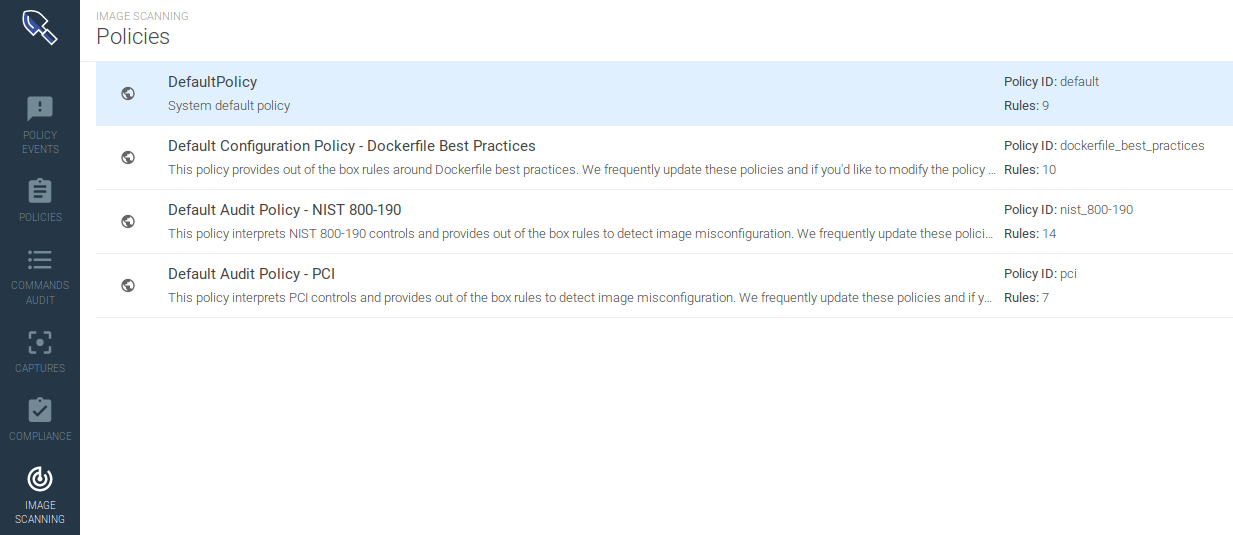 IMAGE SCANNING
Policies
POLICY
EVENTS
POLICIES
COMMANDS
AUDIT
CAPTURES
COMPLIANCE
IMAGE
SCANNING
DefaultPolicy
System default policy
Policy ID: default
Rules: 9
Default Configuration Policy - Dockerfile Best Practices
This policy provides out of the box rules around Dockerfile best practices. We frequently update these policies and if you'd like to modify the policy ...
Policy ID: dockerfile_best_practices
Rules: 10
Default Audit Policy - NIST 800-190
This policy interprets NIST 800-190 controls and provides out of the box rules to detect image misconfiguration. We frequently update these polici...
Policy ID: nist_800-190
Rules: 14
Default Audit Policy - PCI
This policy interprets PCI controls and provides out of the box rules to detect image misconfiguration. We frequently update these policies and if y...
Policy ID: pci
Rules: 7